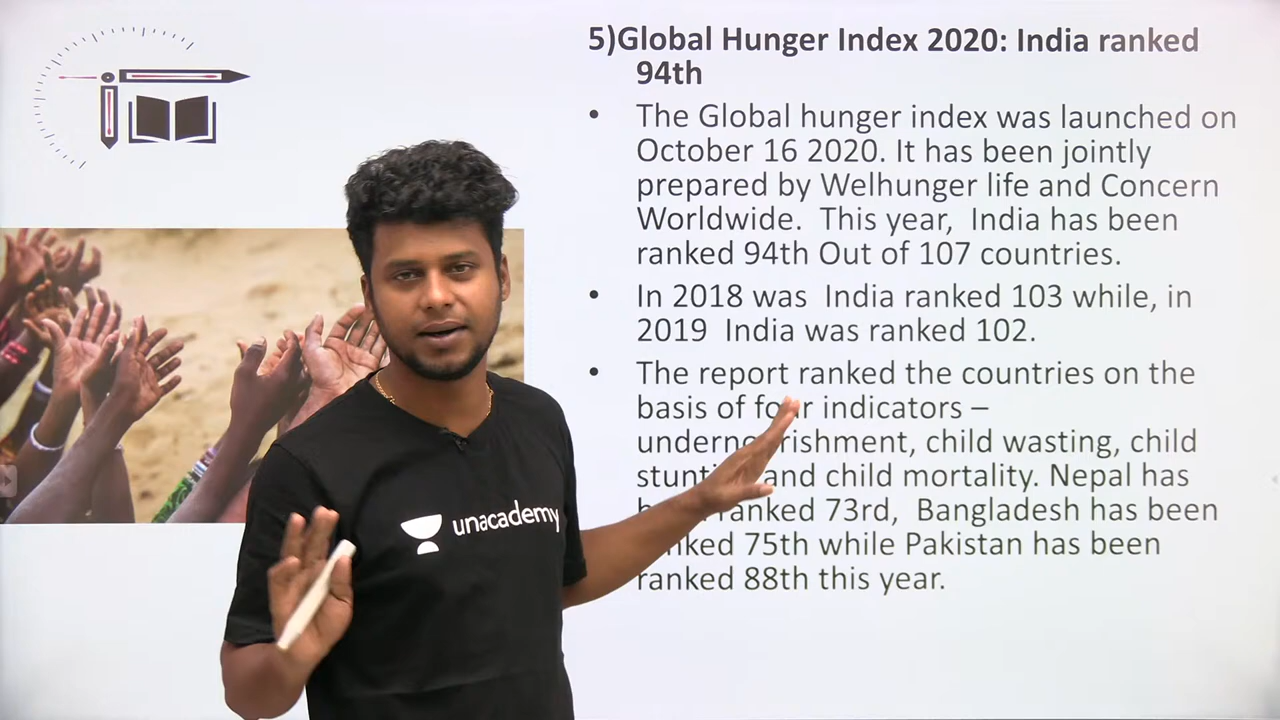 5)Global Hunger Index 2020: India ranked
94th
• The Global hunger index was launched on
October 16 2020. It has been jointly
prepared by Welhunger life and Concern
Worldwide. This year, India has been
ranked 94th Out of 107 countries.
• In 2018 was India ranked 103 while, in
2019 India was ranked 102.
• The report ranked the countries on the
basis of four indicators –
undernourishment, child wasting, child
and child mortality. Nepal has
ranked 73rd, Bangladesh has been
ranked 75th while Pakistan has been
ranked 88th this year.
unacademy